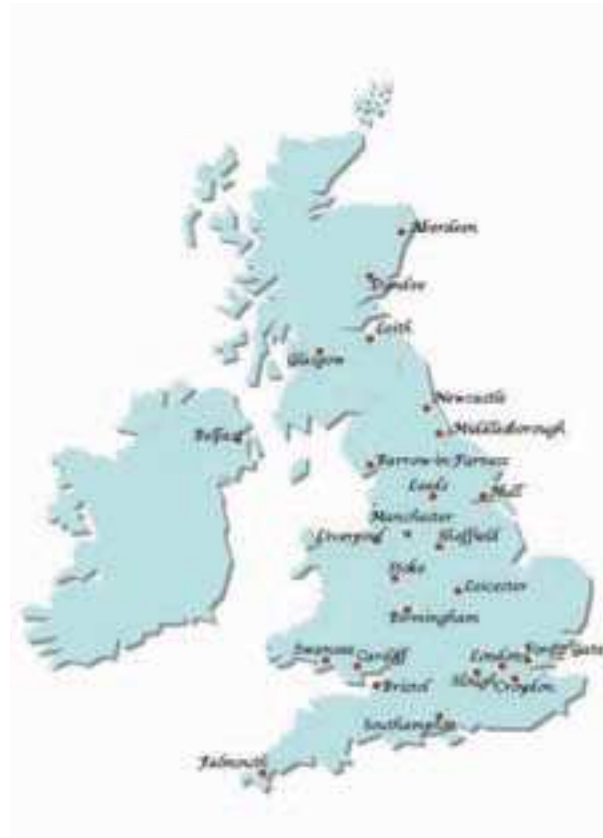 Aberdeen
Dundee
Leith
Glasgow
Newcastle
Middlesborough
Belfast
Barrow-in-Furness
Leeds
Hull
Manchester
Liverpool
Sheffield
Stoke
Leicester
Birmingham
Swansea
Cardiff
London
Slough
Croydon
Bristol
Southampton
Falmouth